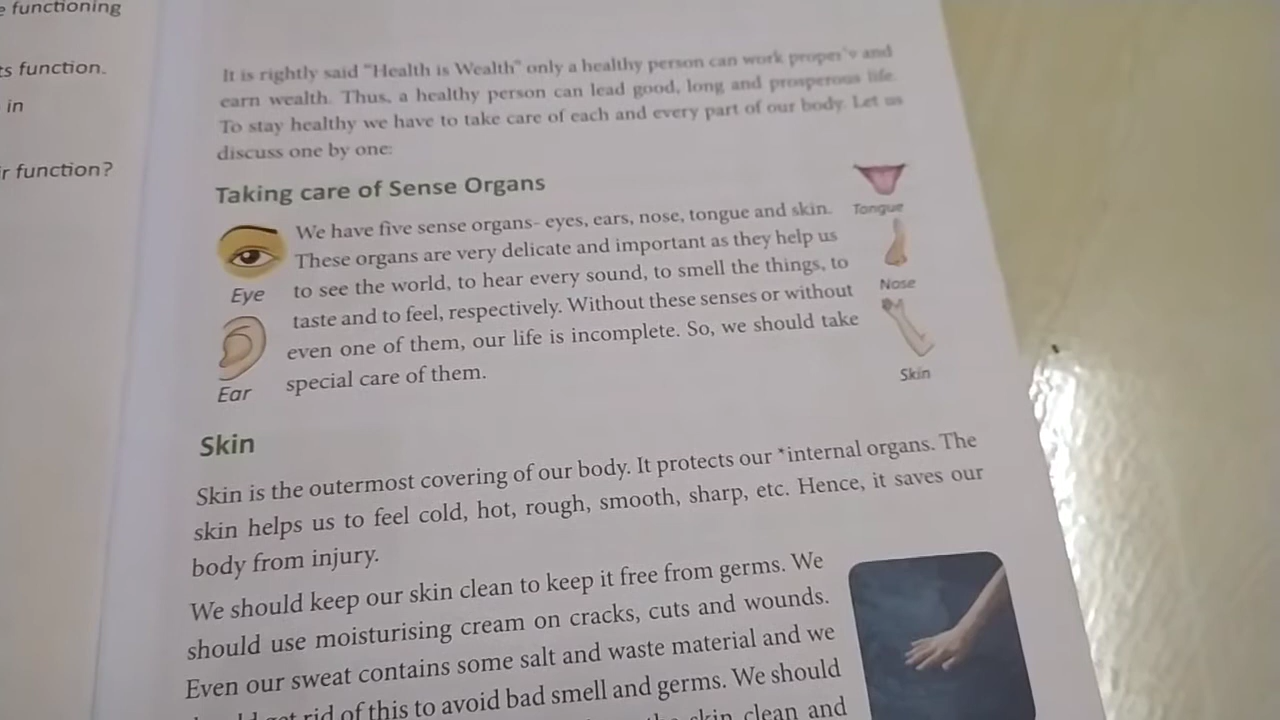 e functioning
ts function.
in
r function?
It is rightly said "Health is Wealth" only a healthy person can work and
earn wealth. Thus, a healthy person can lead good, long and prosperous life.
To stay healthy we have to take care of each and every part of our body. Let us
discuss one by one:
Taking care of Sense Organs
We have five sense organs- eyes, ears, nose, tongue and skin.
These organs are very delicate and important as they help us
to see the world, to hear every sound, to smell the things, to
taste and to feel, respectively. Without these senses or without
even one of them, our life is incomplete. So, we should take
special care of them.
Eye
Ear
Tongue
Nose
Skin
Skin
Skin is the outermost covering of our body. It protects our *internal organs. The
skin helps us to feel cold, hot, rough, smooth, sharp, etc. Hence, it saves our
body from injury.
We should keep our skin clean to keep it free from germs. We
should use moisturising cream on cracks, cuts and wounds.
Even our sweat contains some salt and waste material and we
rid of this to avoid bad smell and germs. We should
skin clean and